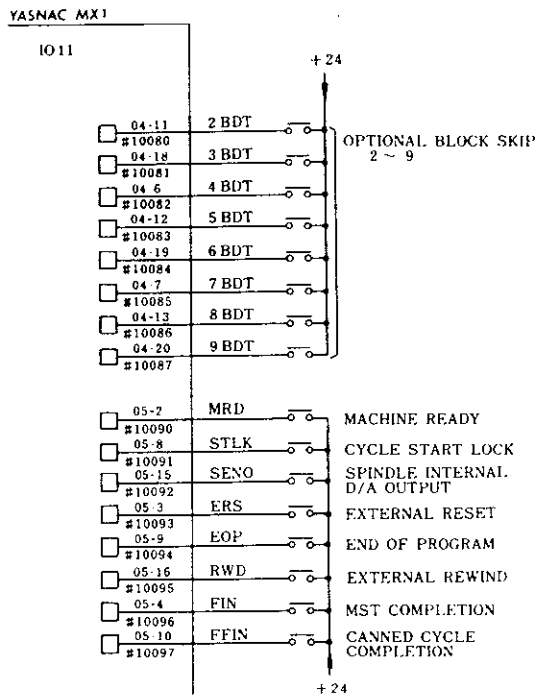 YASNAC MX1
IO11
+24
04-11 2 BDT
#10080
04-18 3 BDT
#10081
04-6 4 BDT
#10082
04-12 5 BDT
#10083
04-19 6 BDT
#10084
04-7 7 BDT
#10085
04-13 8 BDT
#10086
04-20 9 BDT
#10087
OPTIONAL BLOCK SKIP
2 ~ 9
05-2 MRD MACHINE READY
#10090
05-8 STLK CYCLE START LOCK
#10091
05-15 SENO SPINDLE INTERNAL
#10092 D/A OUTPUT
05-3 ERS EXTERNAL RESET
#10093
05-9 EOP END OF PROGRAM
#10094
05-16 RWD EXTERNAL REWIND
#10095
05-4 FIN MST COMPLETION
#10096
05-10 FFIN CANNED CYCLE
#10097 COMPLETION
+24